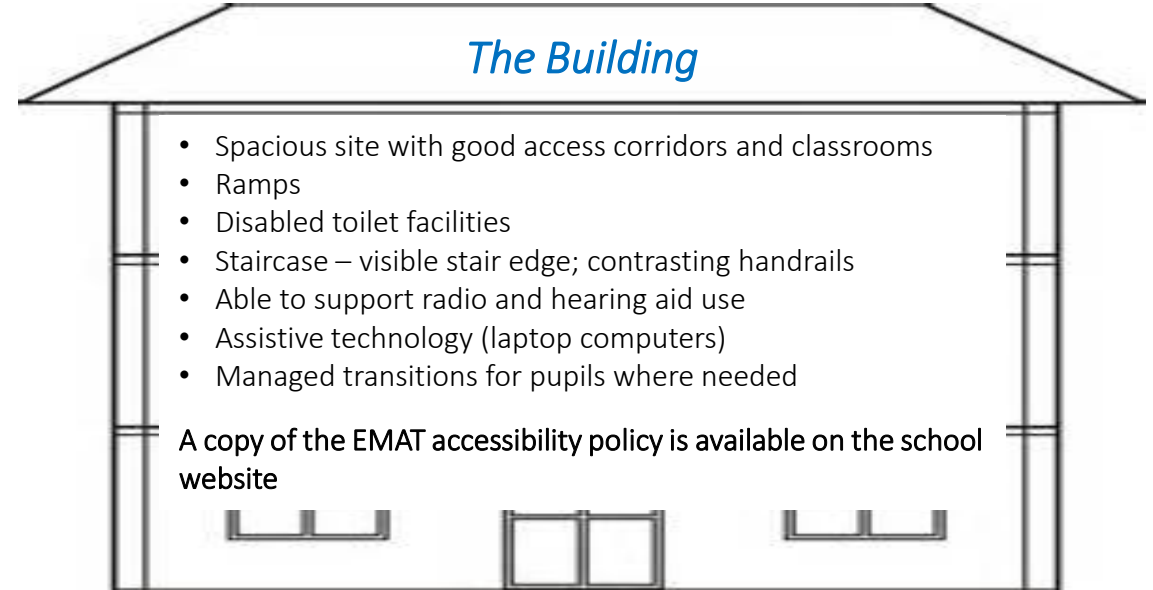 The Building
• Spacious site with good access corridors and classrooms
• Ramps
• Disabled toilet facilities
• Staircase – visible stair edge; contrasting handrails
• Able to support radio and hearing aid use
• Assistive technology (laptop computers)
• Managed transitions for pupils where needed
A copy of the EMAT accessibility policy is available on the school
website